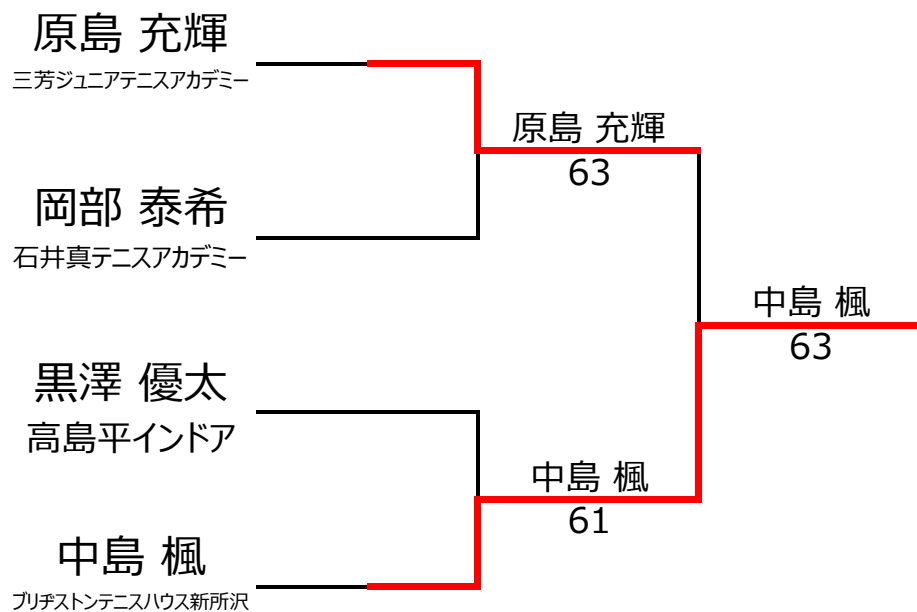 原島 充輝
三芳ジュニアテニスアカデミー
岡部 泰希
石井真テニスアカデミー
黒澤 優太
高島平インドア
中島 楓
ブリヂストンテニスハウス新所沢
原島 充輝
63
中島 楓
61
中島 楓
63